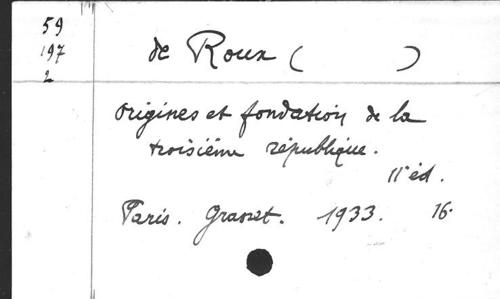 59
197
2
de Roux ( )
Origines et fondation de la
troisième république.
11e éd.
Paris. Grasset. 1933. 16°